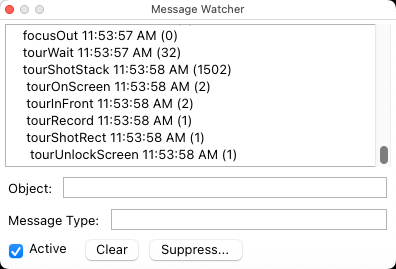 Message Watcher
focusOut 11:53:57 AM (0)
tourWait 11:53:57 AM (32)
tourShotStack 11:53:58 AM (1502)
tourOnScreen 11:53:58 AM (2)
tourInFront 11:53:58 AM (2)
tourRecord 11:53:58 AM (1)
tourShotRect 11:53:58 AM (1)
tourUnlockScreen 11:53:58 AM (1)
Object:
Message Type:
Active Clear Suppress...